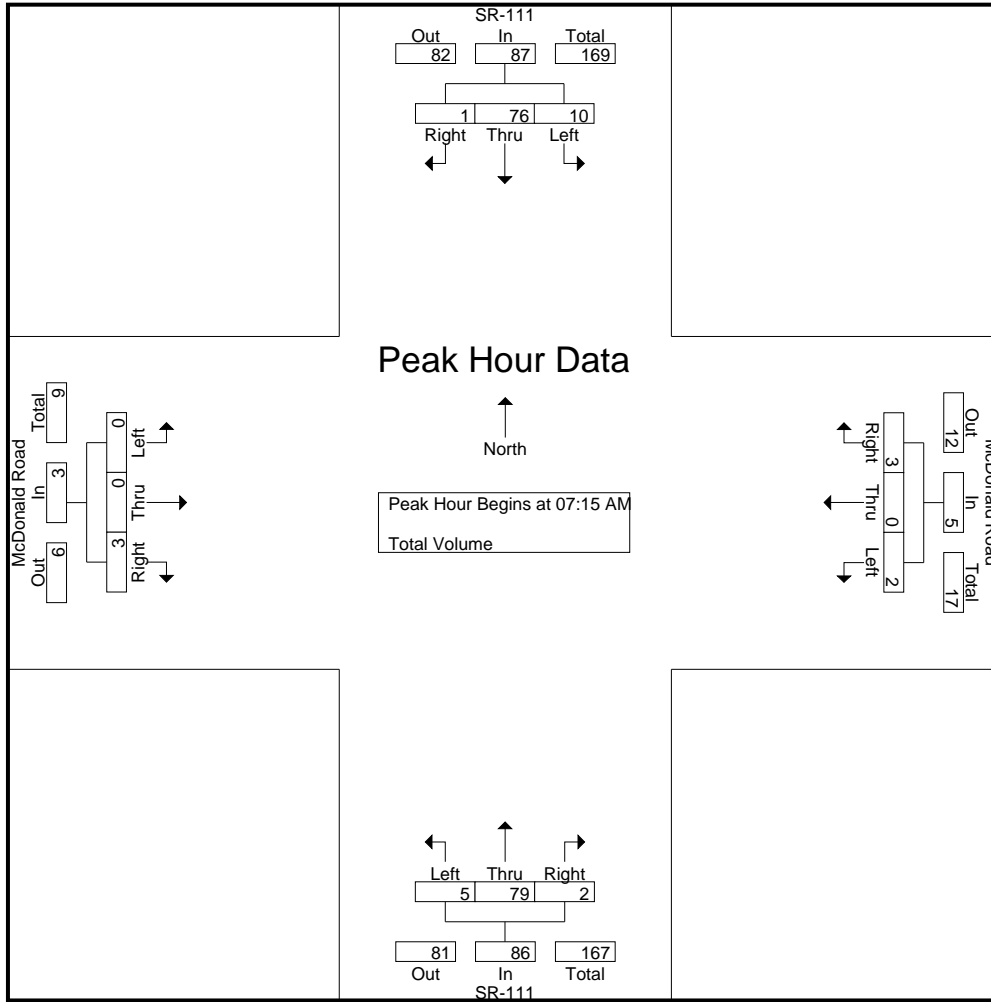 SR-111
Out In Total
82 87 169
1 76 10
Right Thru Left
Peak Hour Data
North
Peak Hour Begins at 07:15 AM
Total Volume
McDonald Road
Out In Total
6 3 9
Left Thru Right
0 0 3
McDonald Road
Out In Total
12 5 17
Right Thru Left
3 0 2
Left Thru Right
5 79 2
81 86 167
Out In Total
SR-111